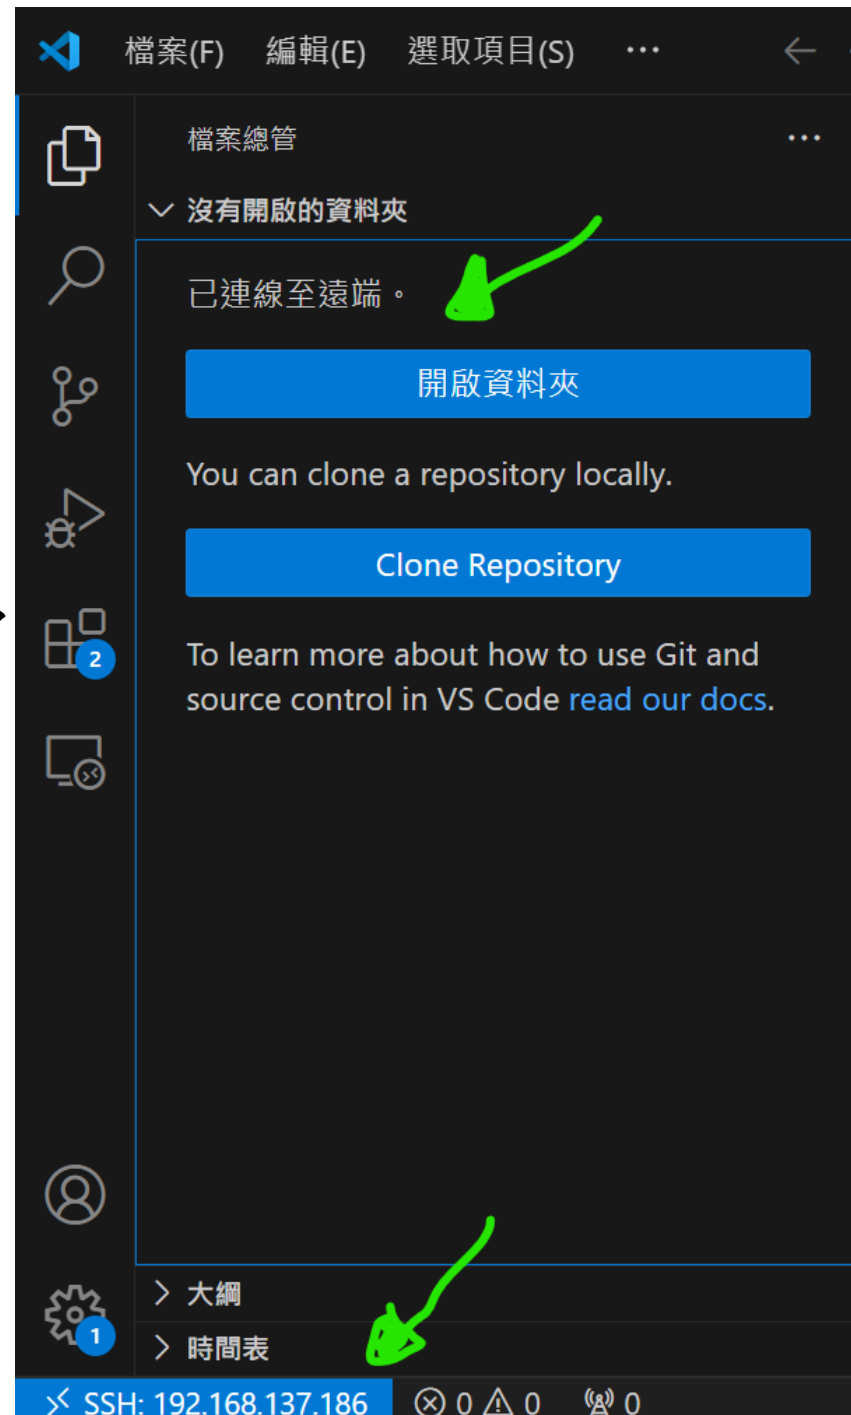 檔案(F) 編輯(E) 選取項目(S) ···
檔案總管 ···
沒有開啟的資料夾
已連線至遠端。
開啟資料夾
You can clone a repository locally.
Clone Repository
2
To learn more about how to use Git and
source control in VS Code read our docs.
大綱
1
時間表
SSH: 192.168.137.186 0 0 0